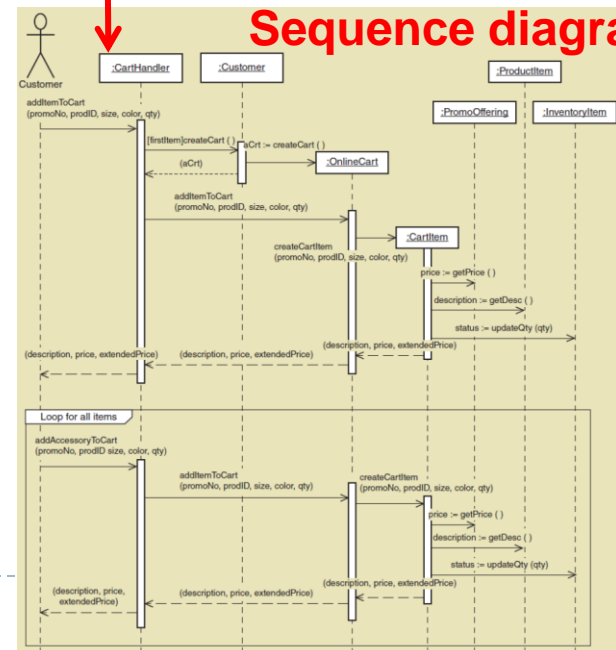 Sequence diagra
:CartHandler
:Customer
:ProductItem
Customer
:PromoOffering
:InventoryItem
addItemToCart
(promoNo, prodID, size, color, qty)
[firstItem]createCart ( )
aCrt := createCart ( )
(aCrt)
:OnlineCart
addItemToCart
(promoNo, prodID, size, color, qty)
:CartItem
createCartItem
(promoNo, prodID, size, color, qty)
price := getPrice ( )
description := getDesc ( )
status := updateQty (qty)
(description, price, extendedPrice)
(description, price, extendedPrice)
(description, price, extendedPrice)
Loop for all items
addAccessoryToCart
(promoNo, prodID size, color, qty)
addItemToCart
(promoNo, prodID, size, color, qty)
createCartItem
(promoNo, prodID, size, color, qty)
price := getPrice ( )
description := getDesc ( )
status := updateQty (qty)
(description, price, extendedPrice)
(description, price, extendedPrice)
(description, price,
extendedPrice)